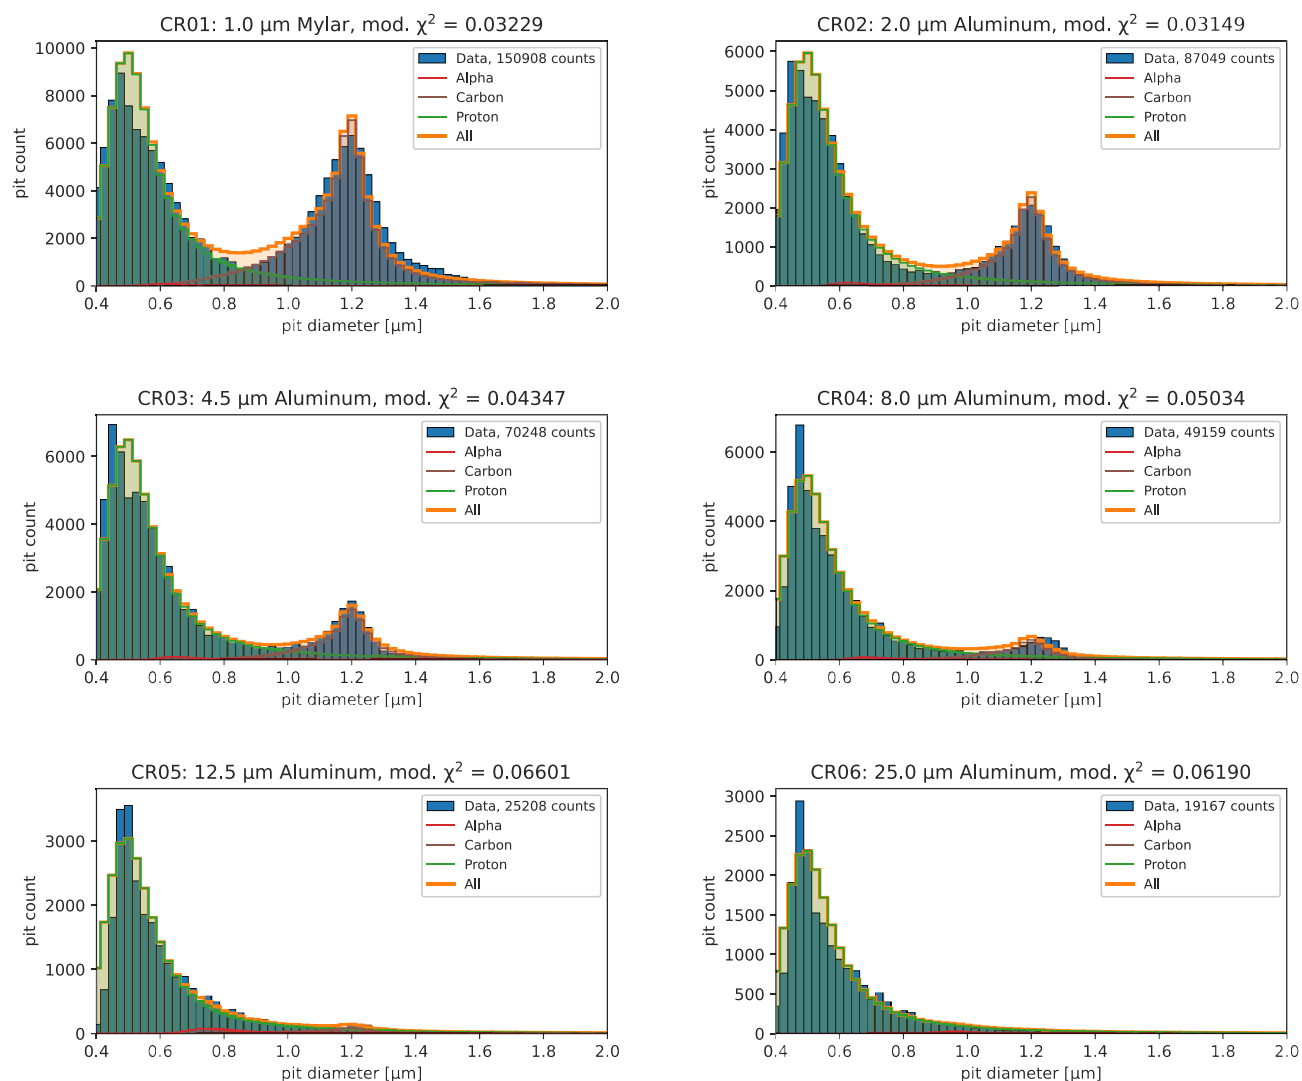 CR01: 1.0 μm Mylar, mod. χ² = 0.03229
10000
8000
6000
4000
2000
0
pit count
Data, 150908 counts
Alpha
Carbon
Proton
All
0.4 0.6 0.8 1.0 1.2 1.4 1.6 1.8 2.0
pit diameter [μm]
CR02: 2.0 μm Aluminum, mod. χ² = 0.03149
6000
5000
4000
3000
2000
1000
0
pit count
Data, 87049 counts
Alpha
Carbon
Proton
All
0.4 0.6 0.8 1.0 1.2 1.4 1.6 1.8 2.0
pit diameter [μm]
CR03: 4.5 μm Aluminum, mod. χ² = 0.04347
6000
4000
2000
0
pit count
Data, 70248 counts
Alpha
Carbon
Proton
All
0.4 0.6 0.8 1.0 1.2 1.4 1.6 1.8 2.0
pit diameter [μm]
CR04: 8.0 μm Aluminum, mod. χ² = 0.05034
6000
4000
2000
0
pit count
Data, 49159 counts
Alpha
Carbon
Proton
All
0.4 0.6 0.8 1.0 1.2 1.4 1.6 1.8 2.0
pit diameter [μm]
CR05: 12.5 μm Aluminum, mod. χ² = 0.06601
3000
2000
1000
0
pit count
Data, 25208 counts
Alpha
Carbon
Proton
All
0.4 0.6 0.8 1.0 1.2 1.4 1.6 1.8 2.0
pit diameter [μm]
CR06: 25.0 μm Aluminum, mod. χ² = 0.06190
3000
2500
2000
1500
1000
500
0
pit count
Data, 19167 counts
Alpha
Carbon
Proton
All
0.4 0.6 0.8 1.0 1.2 1.4 1.6 1.8 2.0
pit diameter [μm]